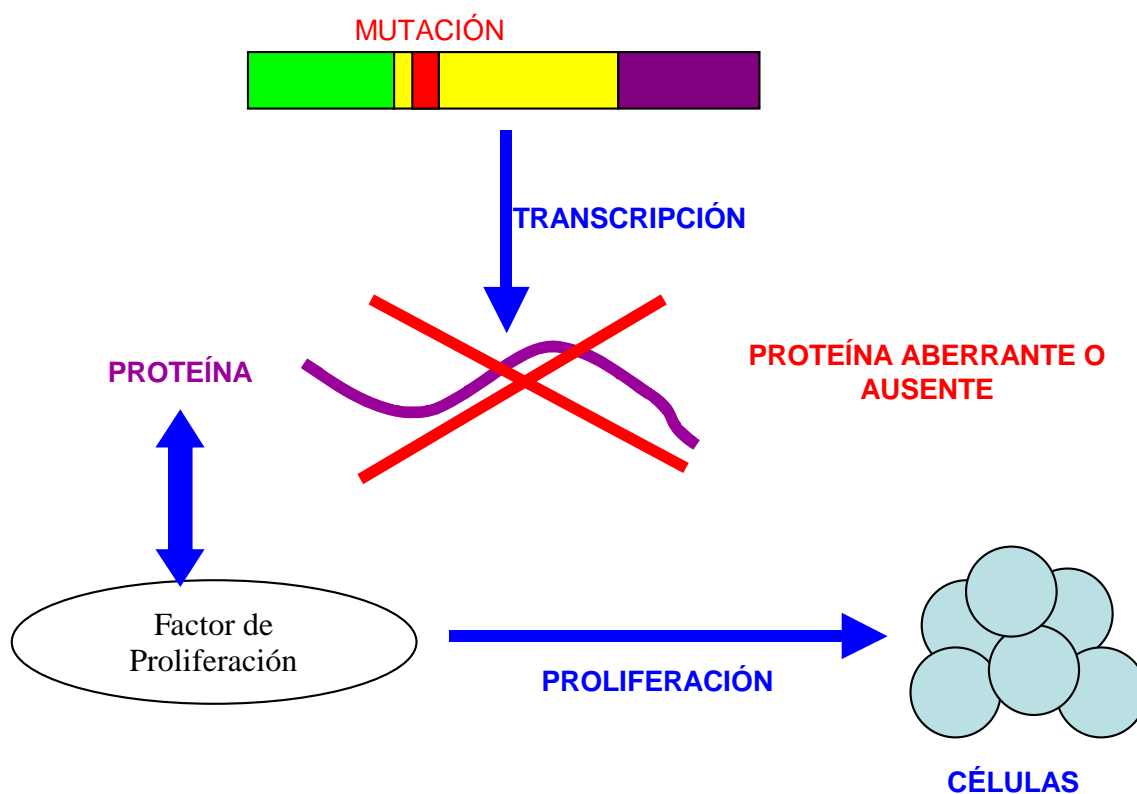 MUTACIÓN
TRANSCRIPCIÓN
PROTEÍNA
PROTEÍNA ABERRANTE O
AUSENTE
Factor de
Proliferación
PROLIFERACIÓN
CÉLULAS